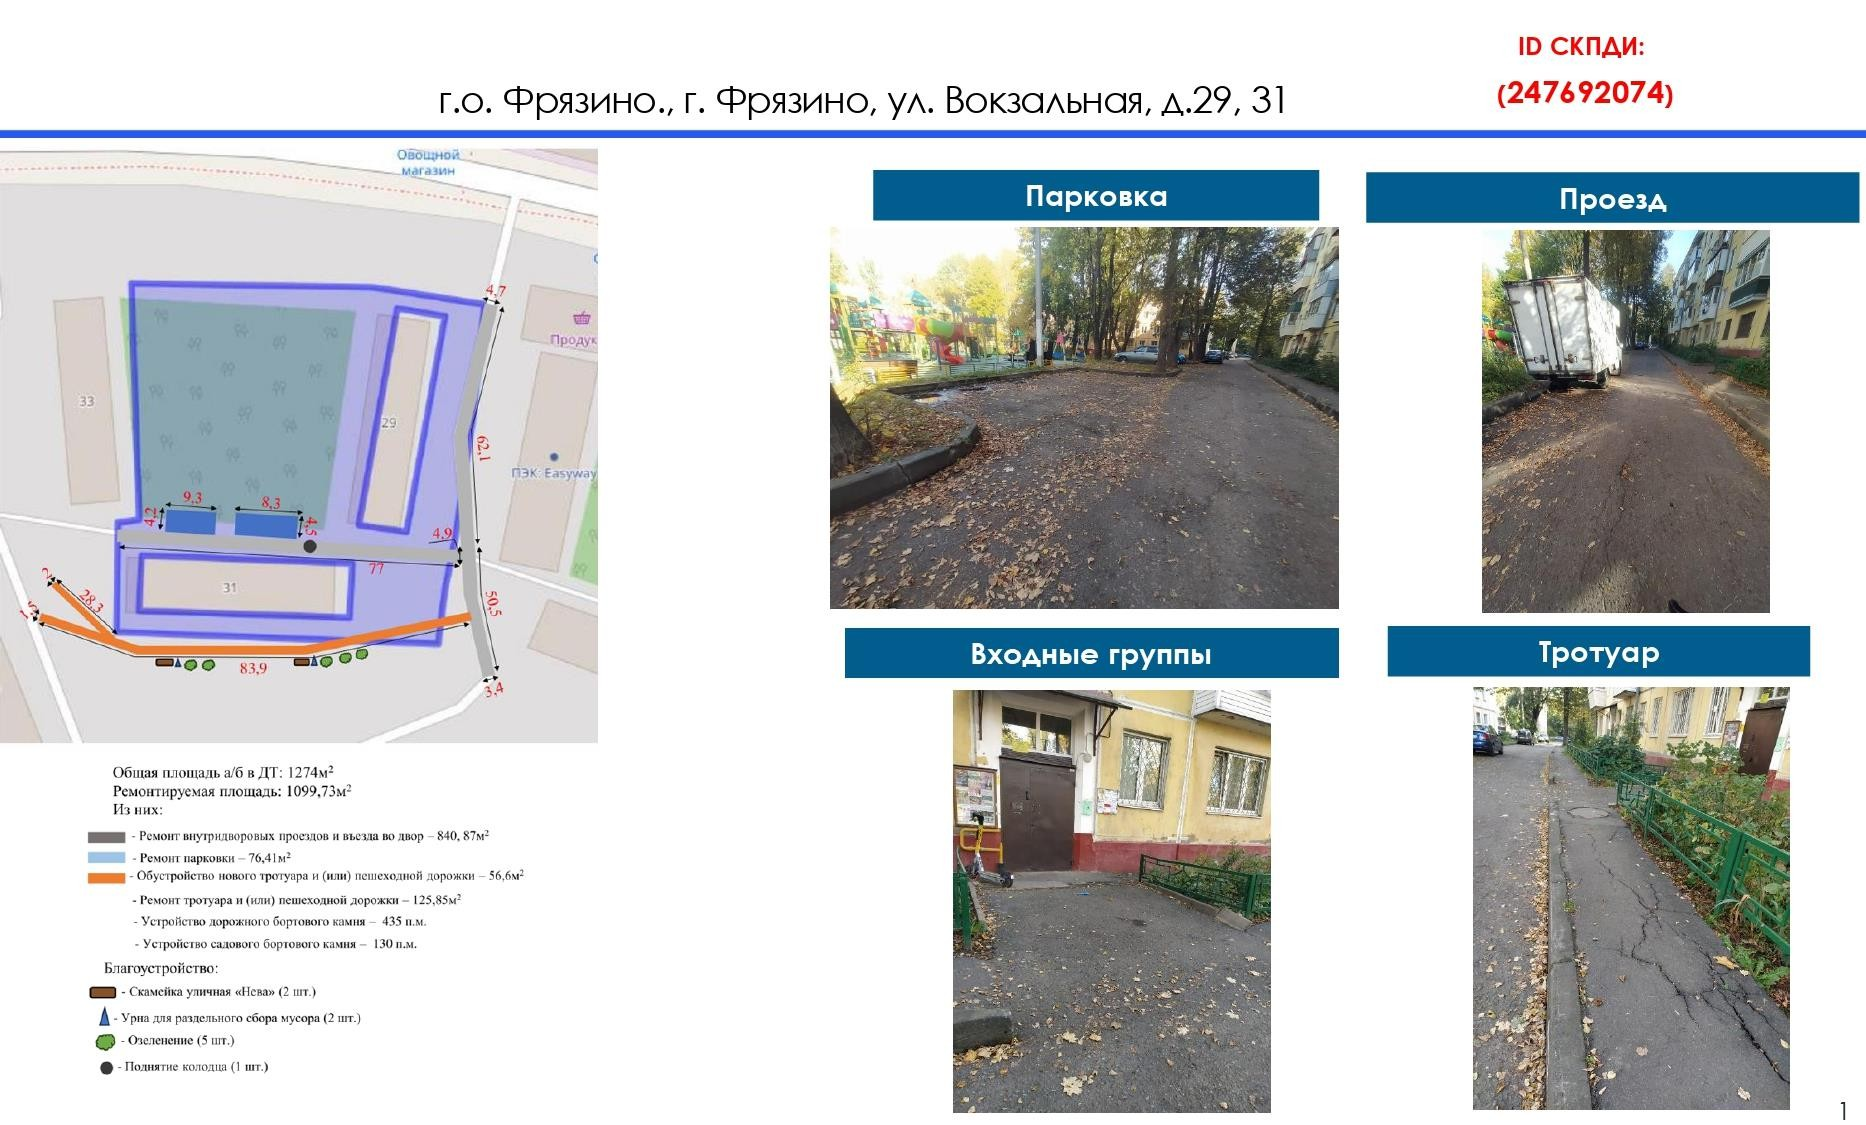 ID СКПДИ:
(247692074)
г.о. Фрязино., г. Фрязино, ул. Вокзальная, д.29, 31
Овощной
магазин
4,7
Продук
33
29
62,1
ПЭК: Easyway
9,3
8,3
4,2
4,5
4,9
77
31
2
28,3
1,5
50,5
83,9
3,4
Общая площадь а/б в ДТ: 1274м²
Ремонтируемая площадь: 1099,73м²
Из них:
- Ремонт внутридворовых проездов и въезда во двор – 840, 87м²
- Ремонт парковки – 76,41м²
- Обустройство нового тротуара и (или) пешеходной дорожки – 56,6м²
- Ремонт тротуара и (или) пешеходной дорожки – 125,85м²
- Устройство дорожного бортового камня – 435 п.м.
- Устройство садового бортового камня – 130 п.м.
Благоустройство:
- Скамейка уличная «Нева» (2 шт.)
- Урна для раздельного сбора мусора (2 шт.)
- Озеленение (5 шт.)
- Поднятие колодца (1 шт.)
Парковка
Проезд
Входные группы
Тротуар
1